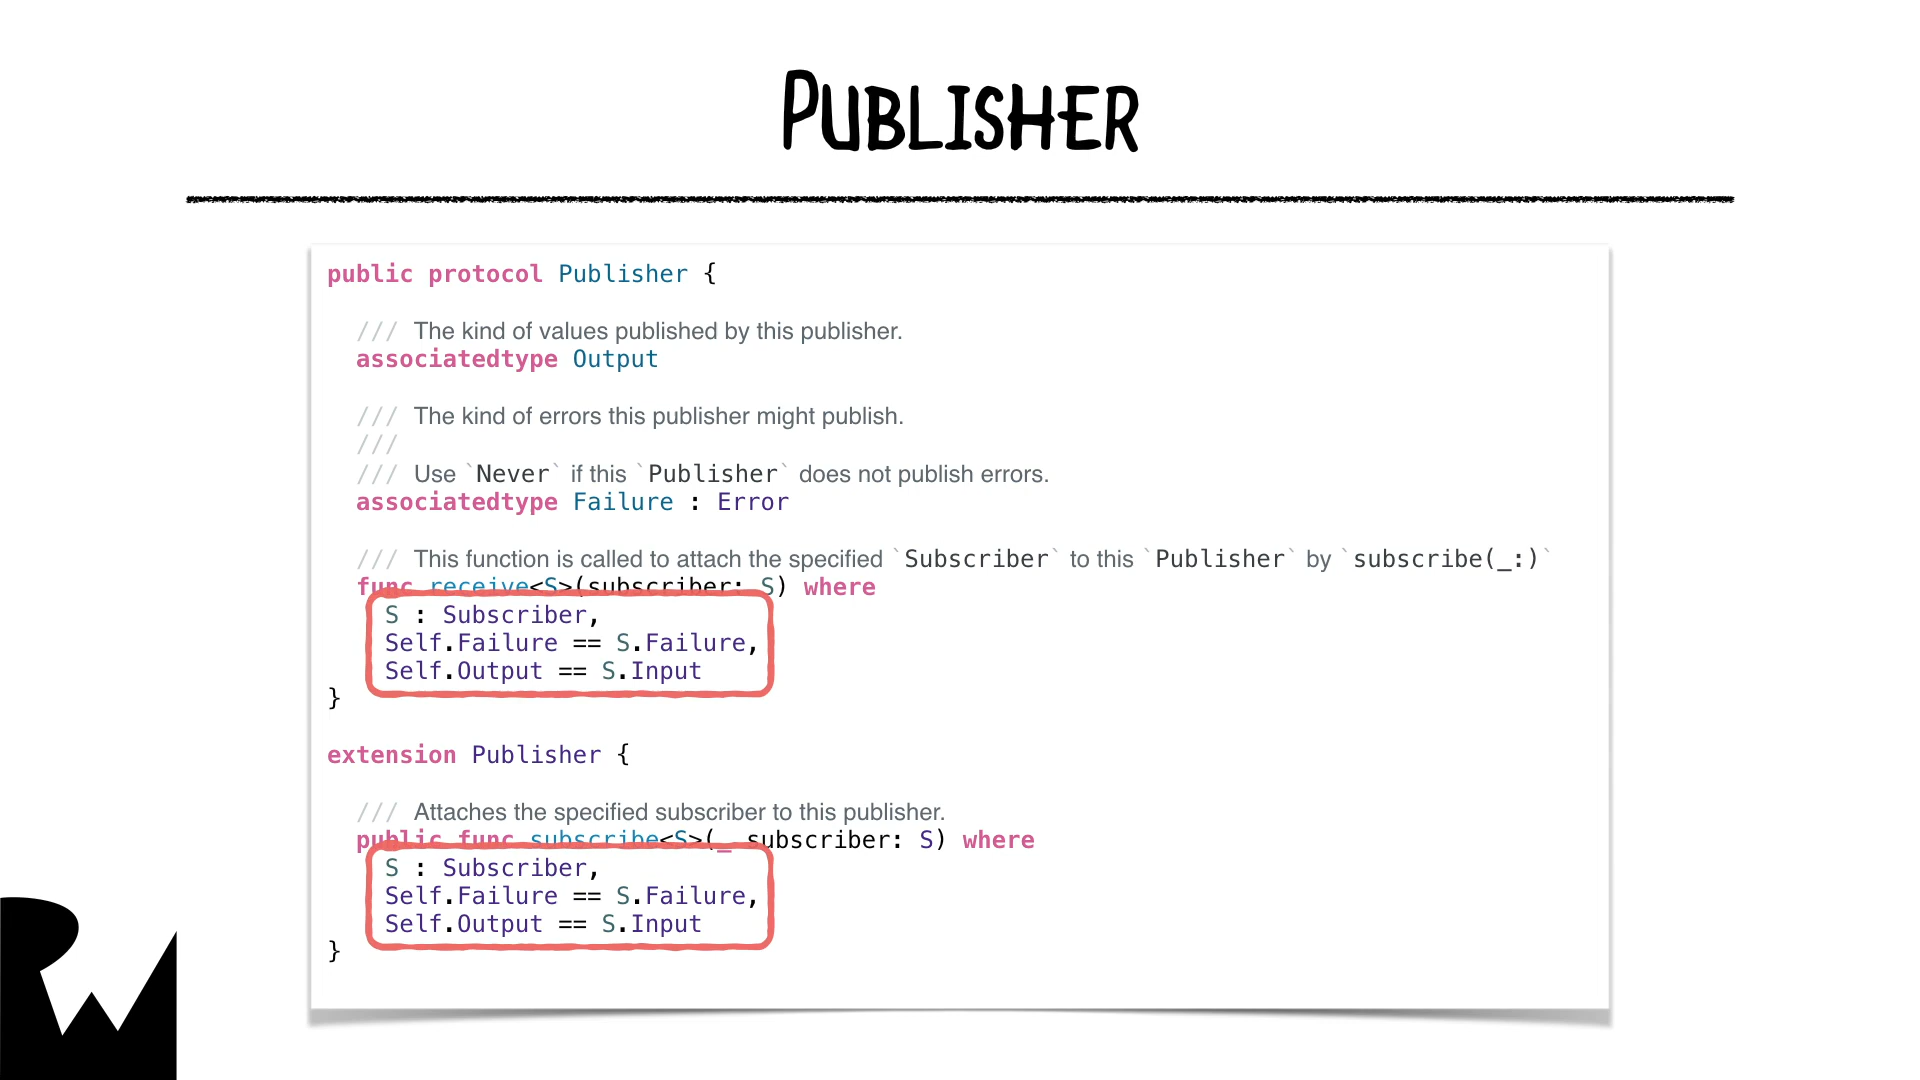 PUBLISHER
public protocol Publisher {
/// The kind of values published by this publisher.
associatedtype Output
/// The kind of errors this publisher might publish.
///
/// Use `Never` if this `Publisher` does not publish errors.
associatedtype Failure : Error
/// This function is called to attach the specified `Subscriber` to this `Publisher` by `subscribe(_:)`
func receive<S>(subscriber: S) where
S : Subscriber,
Self.Failure == S.Failure,
Self.Output == S.Input
}
extension Publisher {
/// Attaches the specified subscriber to this publisher.
public func subscribe<S>(_ subscriber: S) where
S : Subscriber,
Self.Failure == S.Failure,
Self.Output == S.Input
}